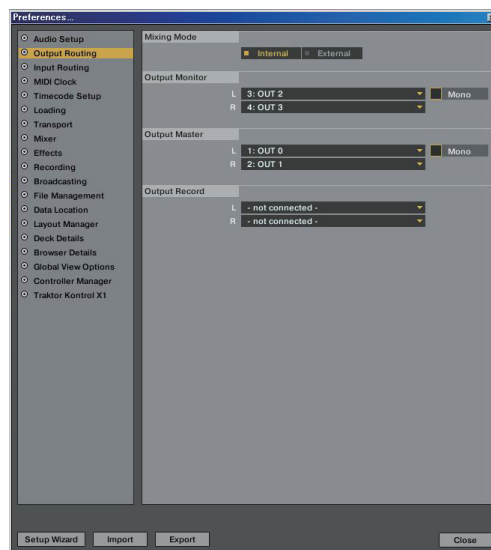 Preferences...
Audio Setup
Output Routing
Input Routing
MIDI Clock
Timecode Setup
Loading
Transport
Mixer
Effects
Recording
Broadcasting
File Management
Data Location
Layout Manager
Deck Details
Browser Details
Global View Options
Controller Manager
Traktor Kontrol X1
Mixing Mode
Internal External
Output Monitor
L 3: OUT 2 Mono
R 4: OUT 3
Output Master
L 1: OUT 0 Mono
R 2: OUT 1
Output Record
L - not connected -
R - not connected -
Setup Wizard Import Export Close